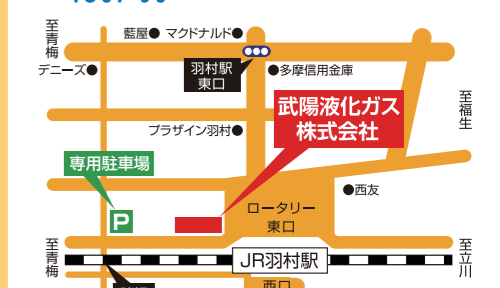 至青梅
藍屋● マクドナルド●
デニーズ●
羽村駅
東口
●多摩信用金庫
至福生
武陽液化ガス
株式会社
プラザイン羽村●
専用駐車場
●西友
P
ロータリー
東口
至青梅
JR羽村駅
至立川
西口